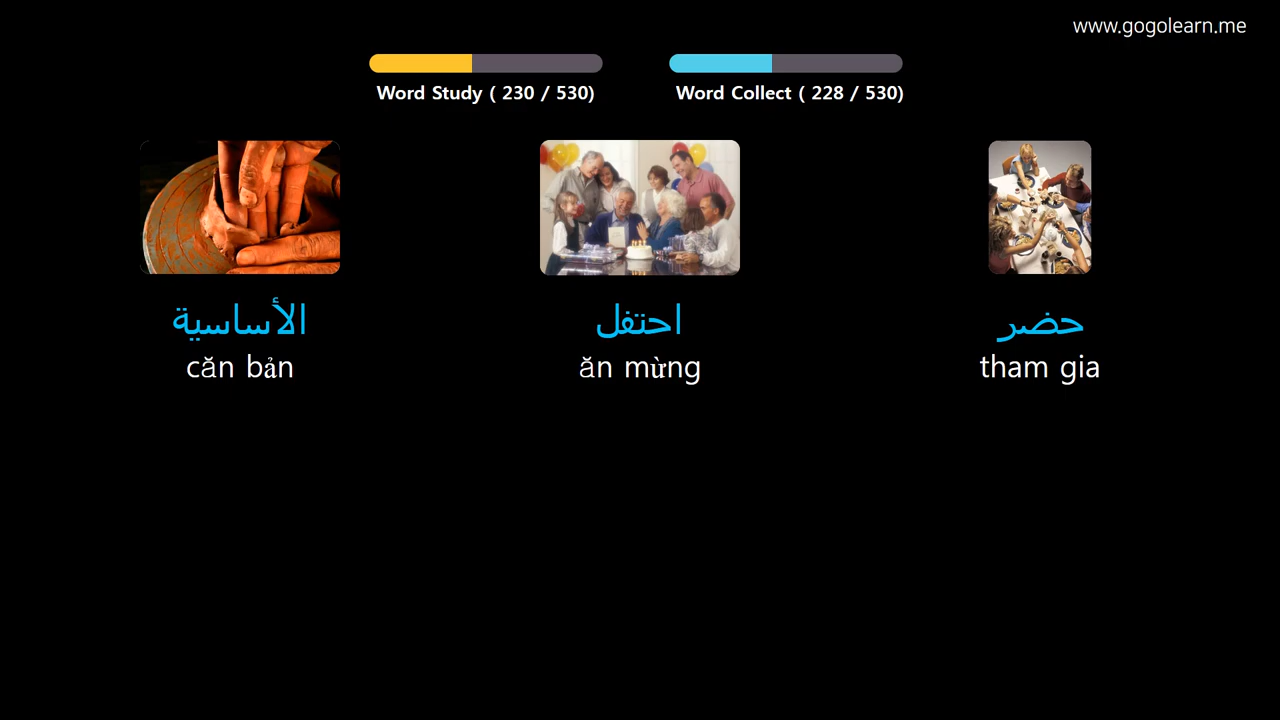 www.gogolearn.me
Word Study ( 230 / 530)
Word Collect ( 228 / 530)
الأساسية
căn bản
احتفل
ăn mừng
حضر
tham gia